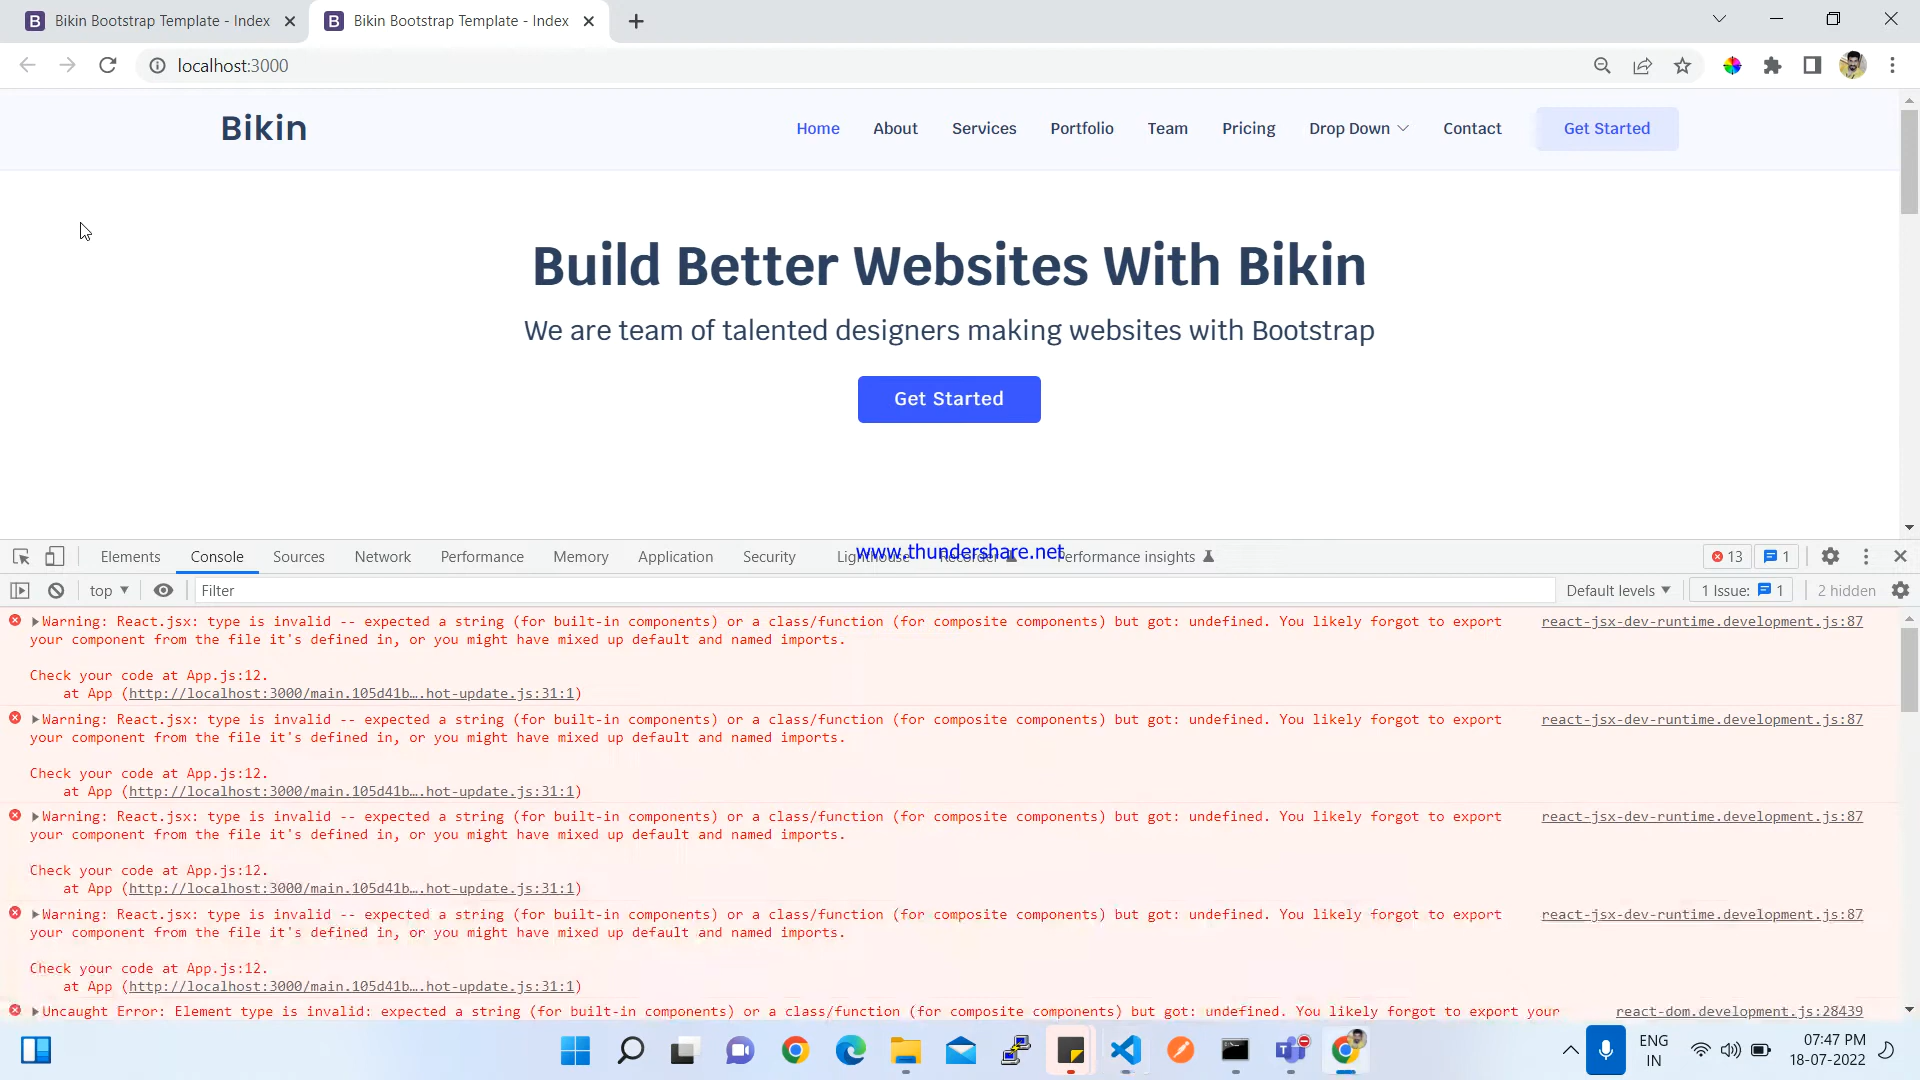 Bikin Bootstrap Template - Index
Bikin Bootstrap Template - Index
localhost:3000
Bikin
Home About Services Portfolio Team Pricing Drop Down Contact Get Started
Build Better Websites With Bikin
We are team of talented designers making websites with Bootstrap
Get Started
www.thundershare.net
Elements Console Sources Network Performance Memory Application Security Lighthouse Recorder Performance insights 13 1
top Filter Default levels 1 Issue: 1 2 hidden
Warning: React.jsx: type is invalid -- expected a string (for built-in components) or a class/function (for composite components) but got: undefined. You likely forgot to export react-jsx-dev-runtime.development.js:87
your component from the file it's defined in, or you might have mixed up default and named imports.
Check your code at App.js:12.
at App (http://localhost:3000/main.105d41b….hot-update.js:31:1)
Warning: React.jsx: type is invalid -- expected a string (for built-in components) or a class/function (for composite components) but got: undefined. You likely forgot to export react-jsx-dev-runtime.development.js:87
your component from the file it's defined in, or you might have mixed up default and named imports.
Check your code at App.js:12.
at App (http://localhost:3000/main.105d41b….hot-update.js:31:1)
Warning: React.jsx: type is invalid -- expected a string (for built-in components) or a class/function (for composite components) but got: undefined. You likely forgot to export react-jsx-dev-runtime.development.js:87
your component from the file it's defined in, or you might have mixed up default and named imports.
Check your code at App.js:12.
at App (http://localhost:3000/main.105d41b….hot-update.js:31:1)
Warning: React.jsx: type is invalid -- expected a string (for built-in components) or a class/function (for composite components) but got: undefined. You likely forgot to export react-jsx-dev-runtime.development.js:87
your component from the file it's defined in, or you might have mixed up default and named imports.
Check your code at App.js:12.
at App (http://localhost:3000/main.105d41b….hot-update.js:31:1)
Uncaught Error: Element type is invalid: expected a string (for built-in components) or a class/function (for composite components) but got: undefined. You likely forgot to export your react-dom.development.js:28439
ENG
IN
07:47 PM
18-07-2022